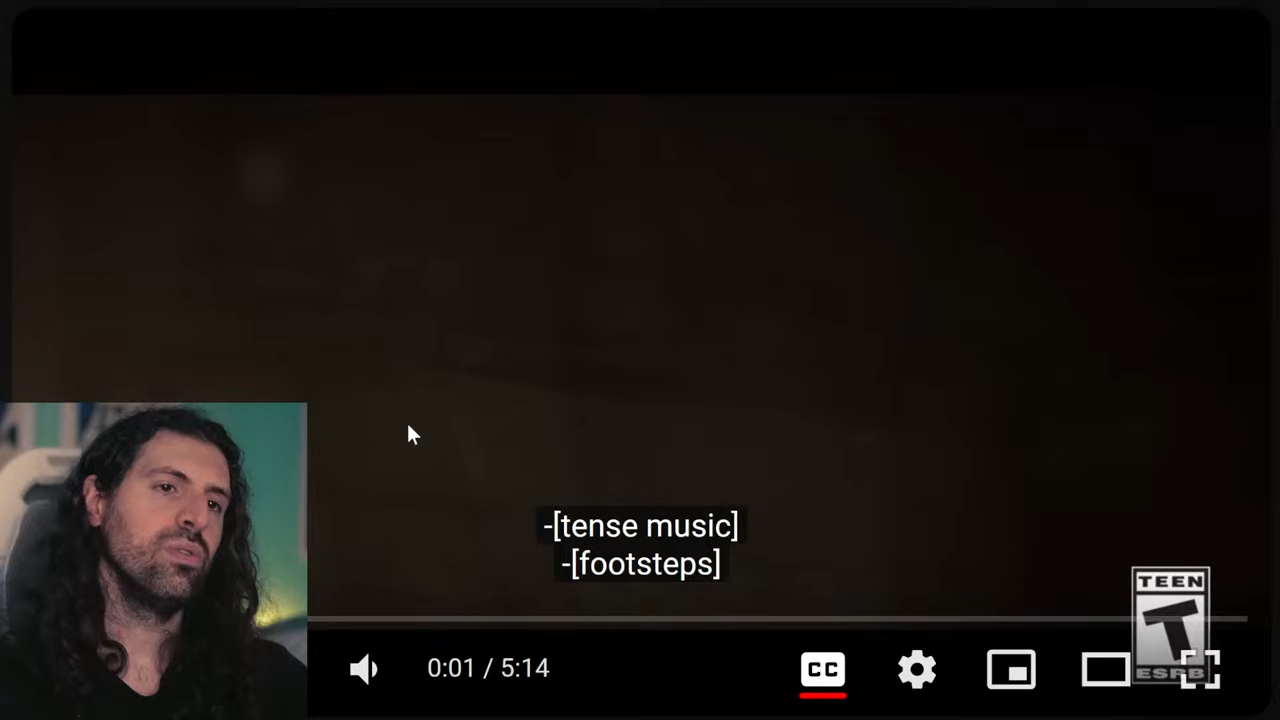 -[tense music]
-[footsteps]
TEEN
T
ESRB
0:01 / 5:14
CC